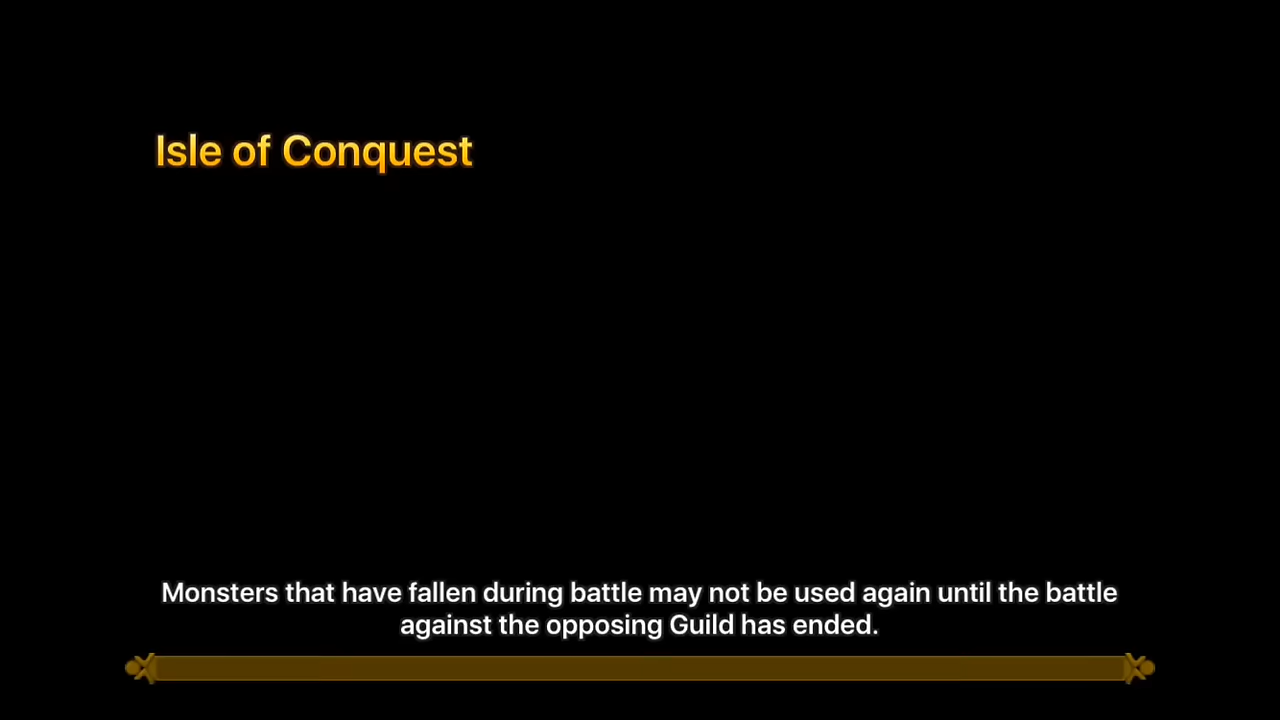 Isle of Conquest
Monsters that have fallen during battle may not be used again until the battle
against the opposing Guild has ended.